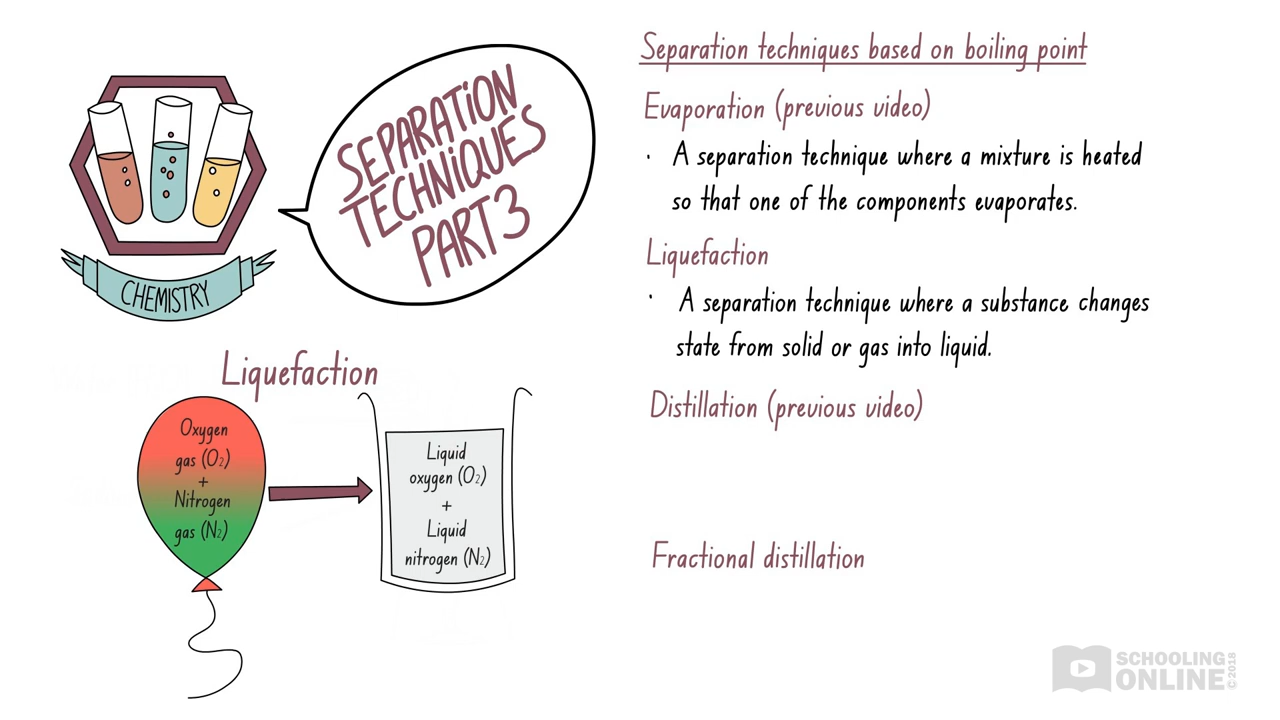 CHEMISTRY
SEPARATION
TECHNIQUES
PART 3
Liquefaction
Oxygen
gas (O₂)
+
Nitrogen
gas (N₂)
Liquid
oxygen (O₂)
+
Liquid
nitrogen (N₂)
Separation techniques based on boiling point
Evaporation (previous video)
· A separation technique where a mixture is heated
so that one of the components evaporates.
Liquefaction
· A separation technique where a substance changes
state from solid or gas into liquid.
Distillation (previous video)
Fractional distillation
SCHOOLING
ONLINE
©2018